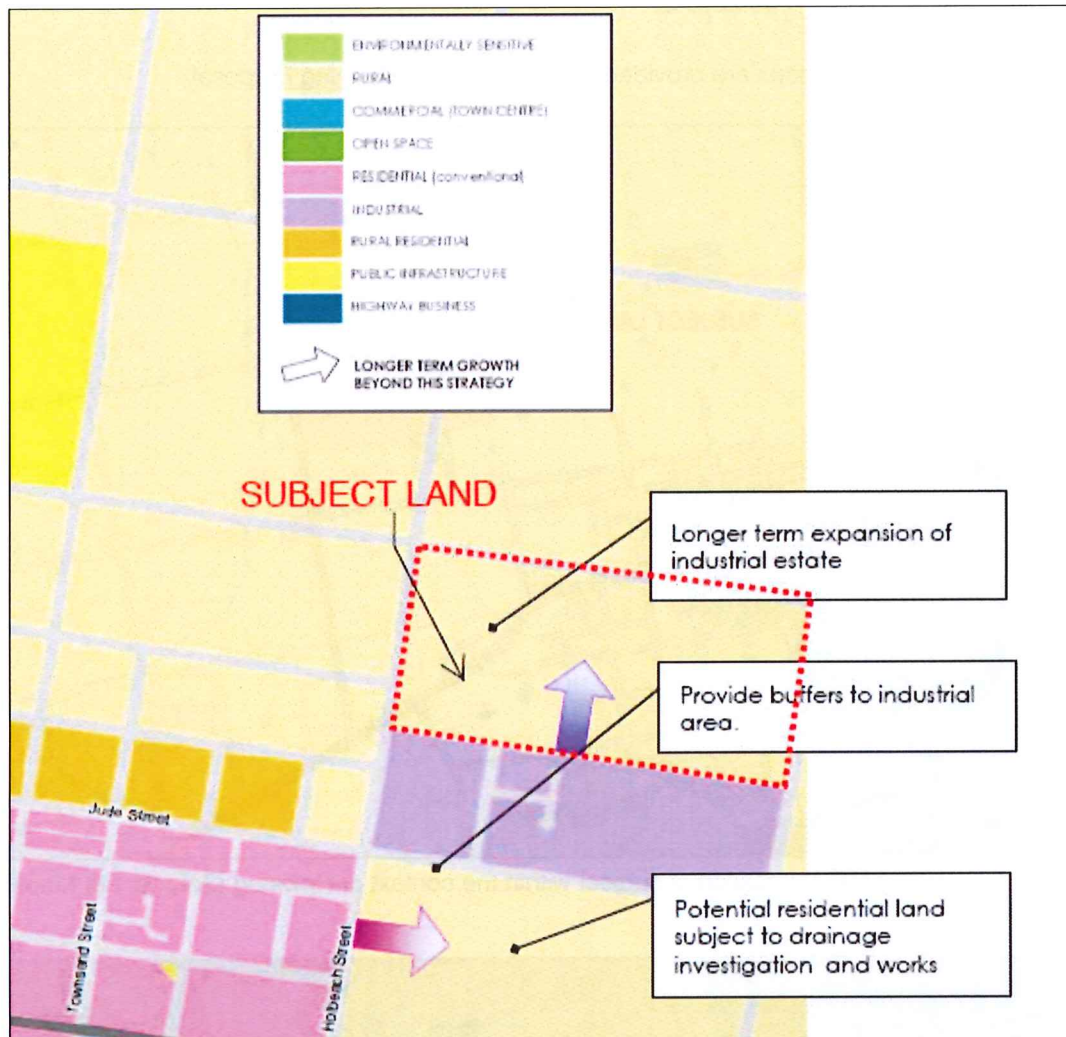 ENVIRONMENTALLY SENSITIVE
RURAL
COMMERCIAL (TOWN CENTRE)
OPEN SPACE
RESIDENTIAL (conventional)
INDUSTRIAL
RURAL RESIDENTIAL
PUBLIC INFRASTRUCTURE
HIGHWAY BUSINESS
LONGER TERM GROWTH
BEYOND THIS STRATEGY
SUBJECT LAND
Longer term expansion of
industrial estate
Provide buffers to industrial
area.
Jude Street
Townsend Street
Holbeach Street
Potential residential land
subject to drainage
investigation and works